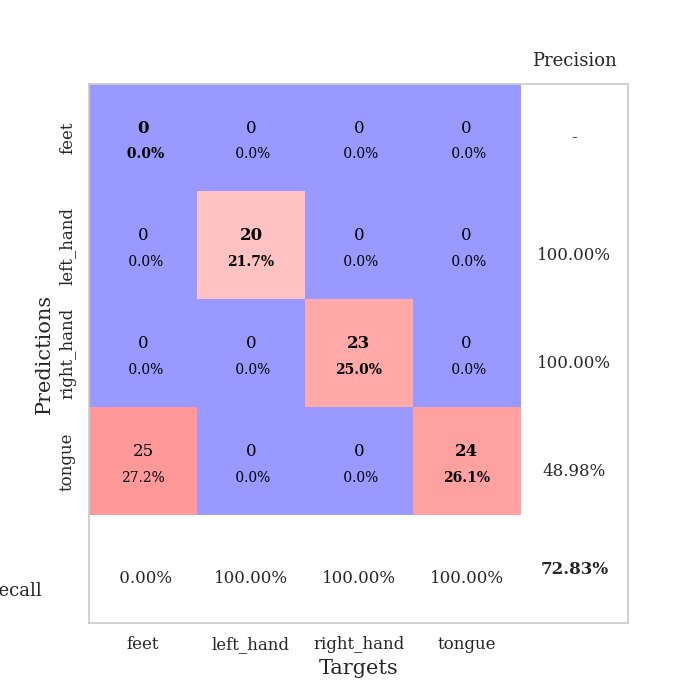 Precision
feet
0 0 0 0
0.0% 0.0% 0.0% 0.0%
-
left_hand
0 20 0 0
0.0% 21.7% 0.0% 0.0%
100.00%
Predictions
right_hand
0 0 23 0
0.0% 0.0% 25.0% 0.0%
100.00%
tongue
25 0 0 24
27.2% 0.0% 0.0% 26.1%
48.98%
ecall
0.00% 100.00% 100.00% 100.00%
72.83%
feet left_hand right_hand tongue
Targets